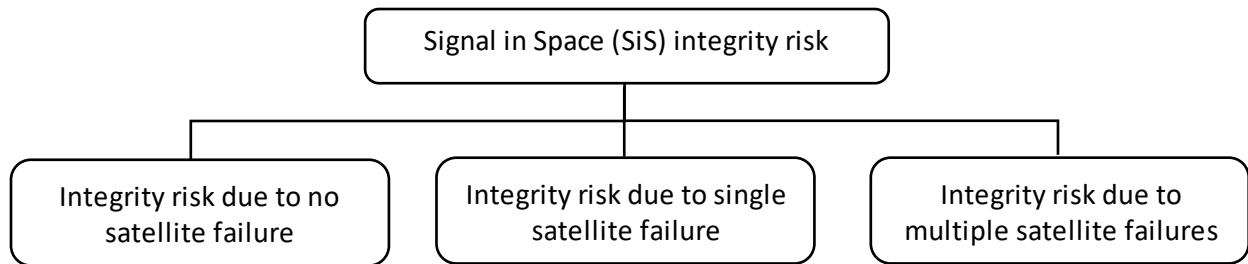 Signal in Space (SiS) integrity risk
Integrity risk due to no
satellite failure
Integrity risk due to single
satellite failure
Integrity risk due to
multiple satellite failures